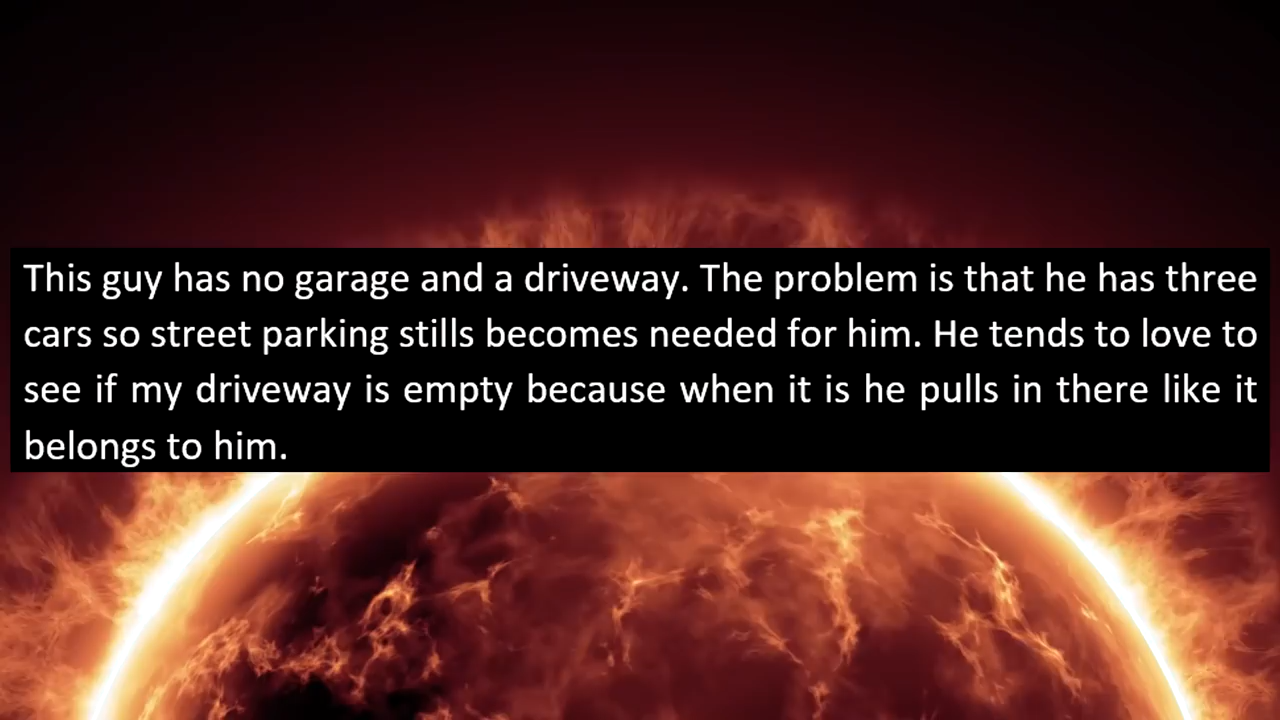 This guy has no garage and a driveway. The problem is that he has three
cars so street parking stills becomes needed for him. He tends to love to
see if my driveway is empty because when it is he pulls in there like it
belongs to him.